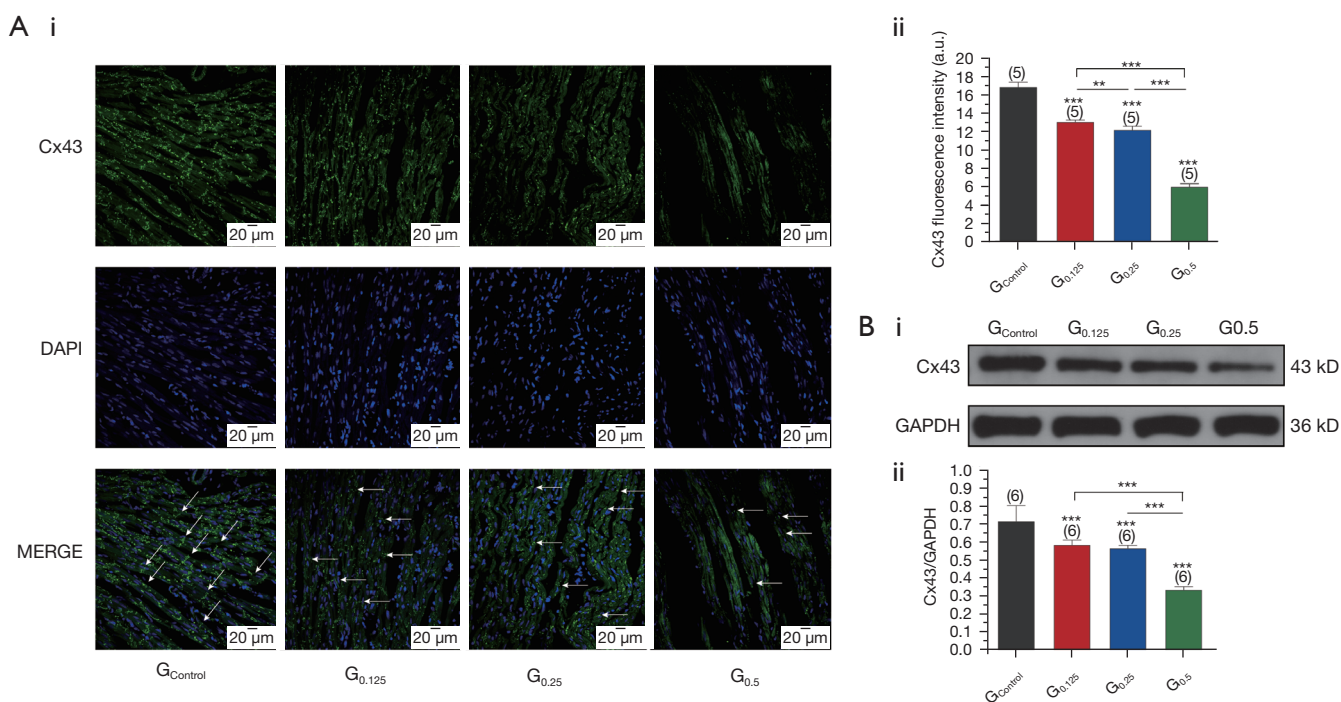 A i
Cx43
20 μm 20 μm 20 μm 20 μm
DAPI
20 μm 20 μm 20 μm 20 μm
MERGE
20 μm 20 μm 20 μm 20 μm
GControl G0.125 G0.25 G0.5
ii
Cx43 fluorescence intensity (a.u.)
20
18
16
14
12
10
8
6
4
2
0
***
** ***
(5)
***
(5)
***
(5)
***
(5)
GControl G0.125 G0.25 G0.5
B i
GControl G0.125 G0.25 G0.5
Cx43 43 kD
GAPDH 36 kD
ii
Cx43/GAPDH
1.0
0.9
0.8
0.7
0.6
0.5
0.4
0.3
0.2
0.1
0.0
***
***
(6)
***
(6)
***
(6)
***
(6)
GControl G0.125 G0.25 G0.5